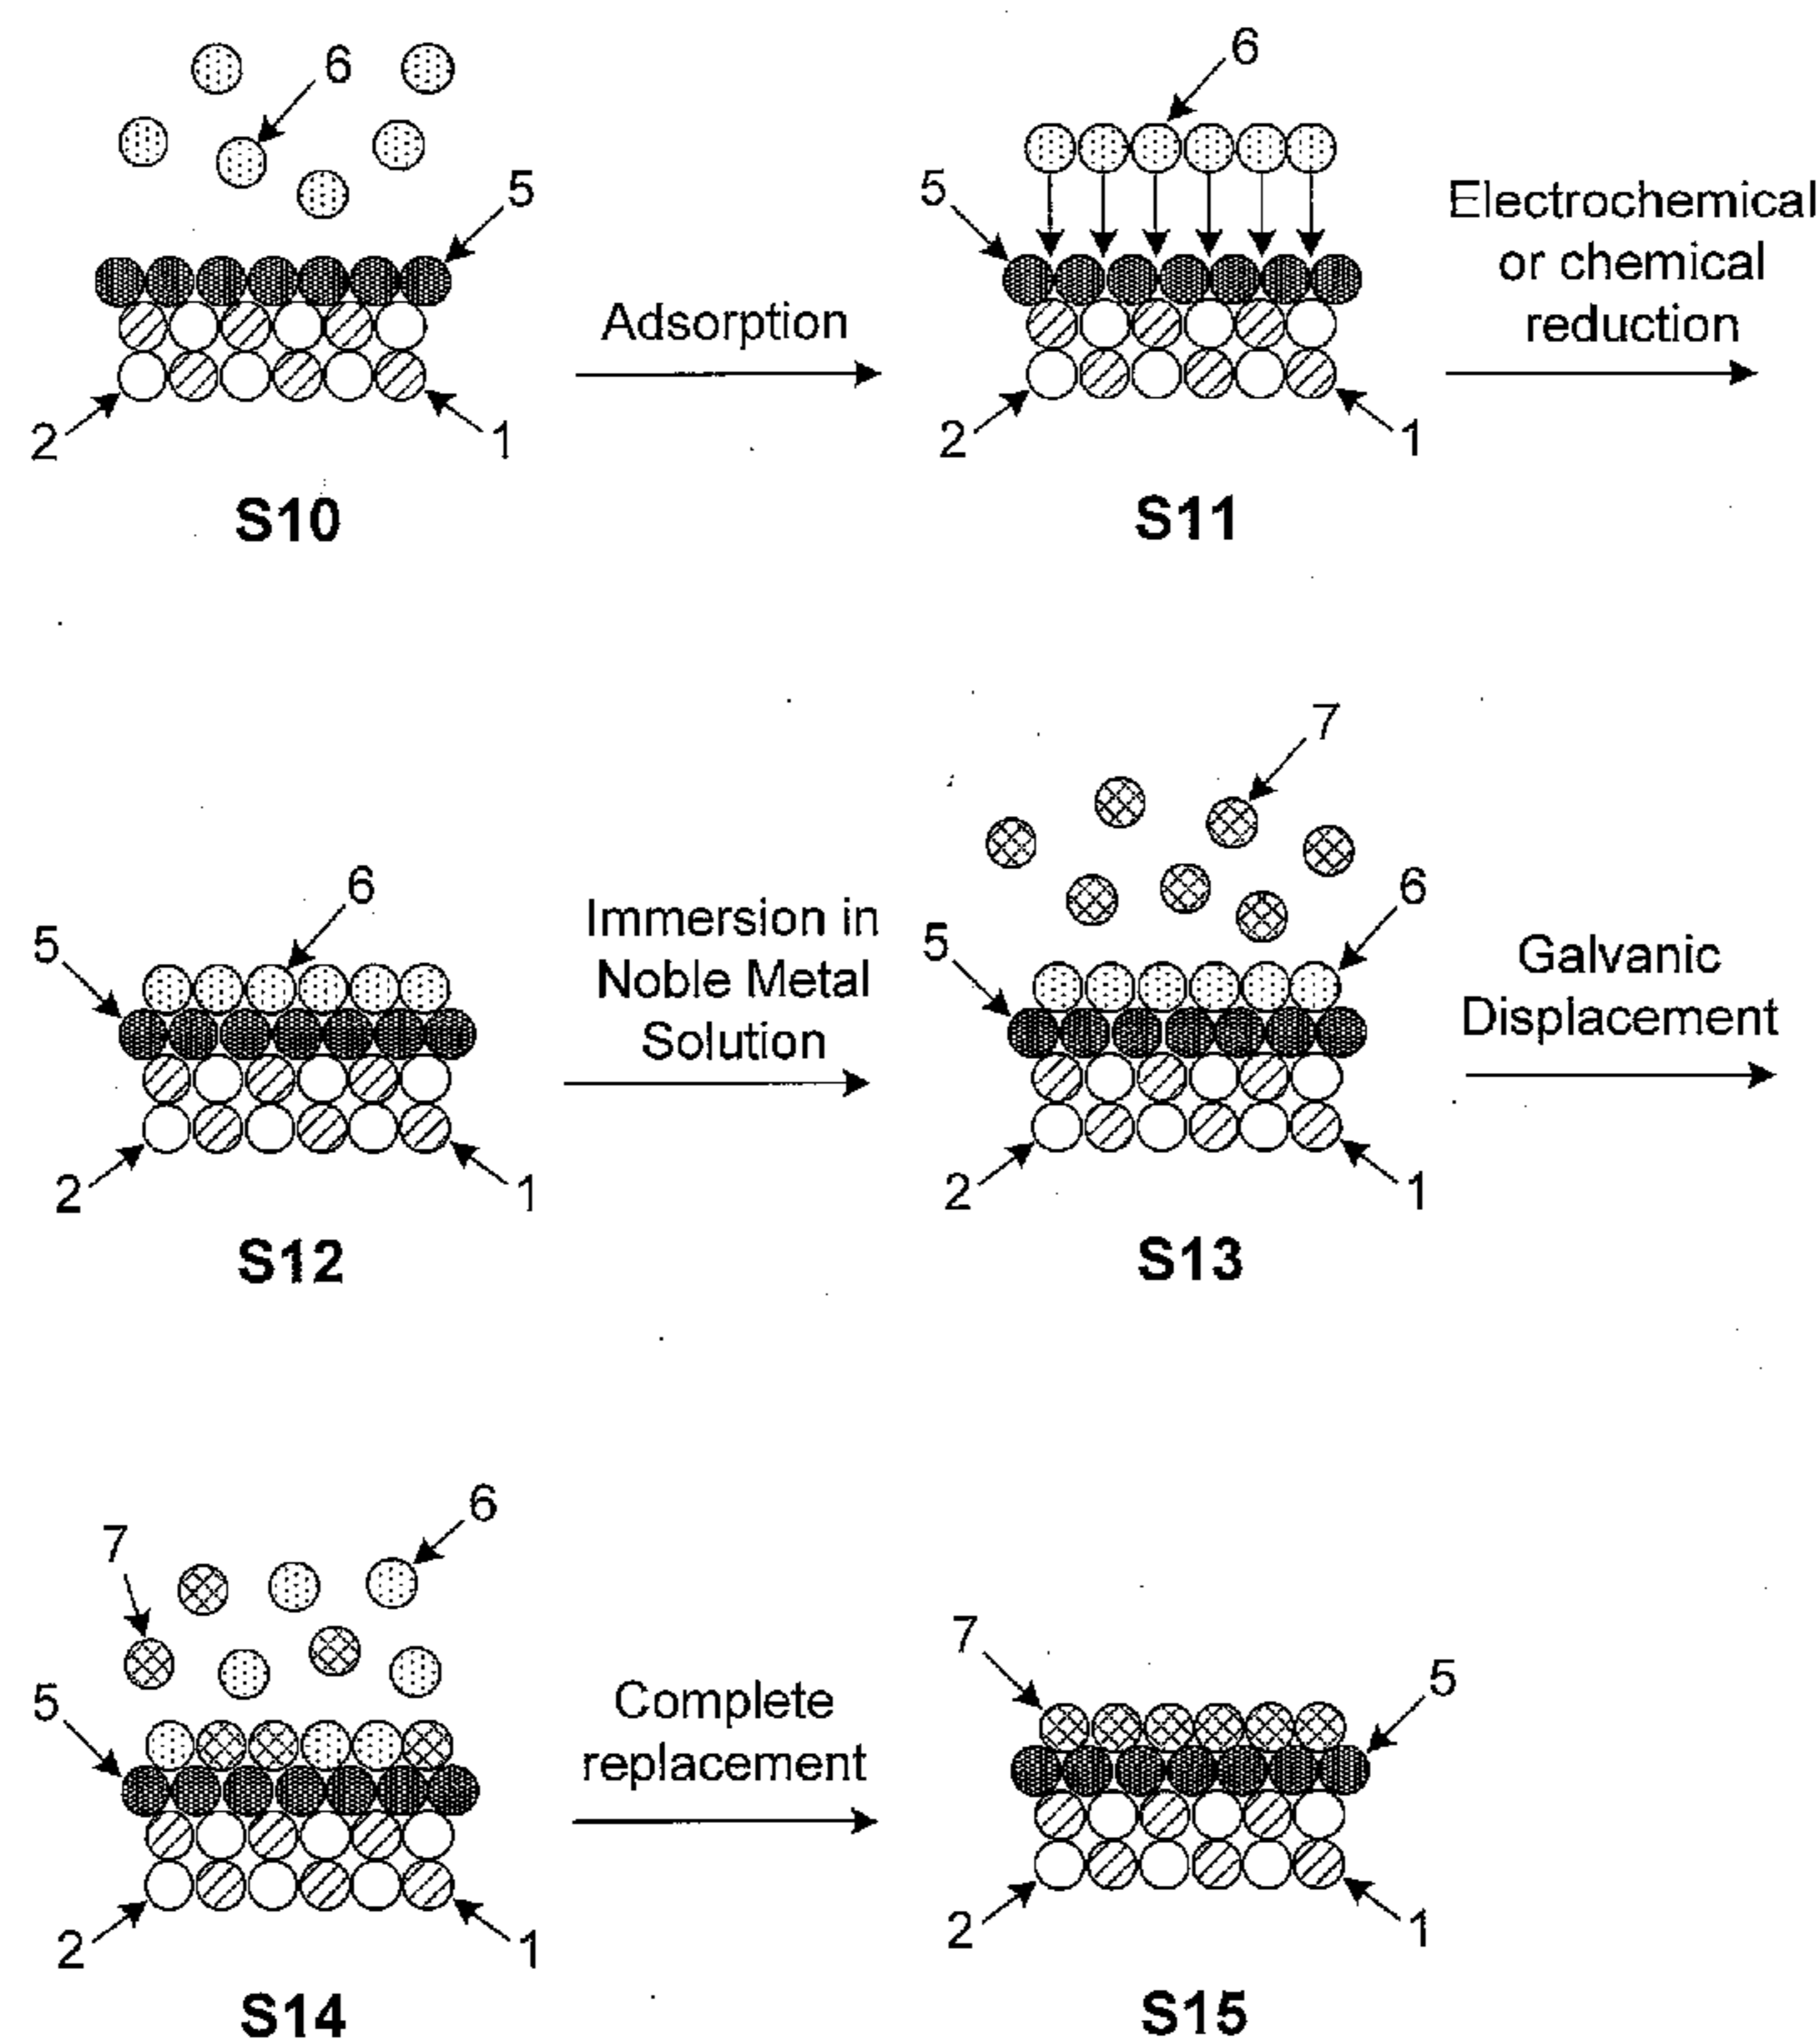 6
5
Adsorption
2
1
S10
6
5
Electrochemical
or chemical
reduction
2
1
S11
6
5
Immersion in
Noble Metal
Solution
2
1
S12
7
6
5
Galvanic
Displacement
2
1
S13
6
7
5
Complete
replacement
2
1
S14
7
5
2
1
S15